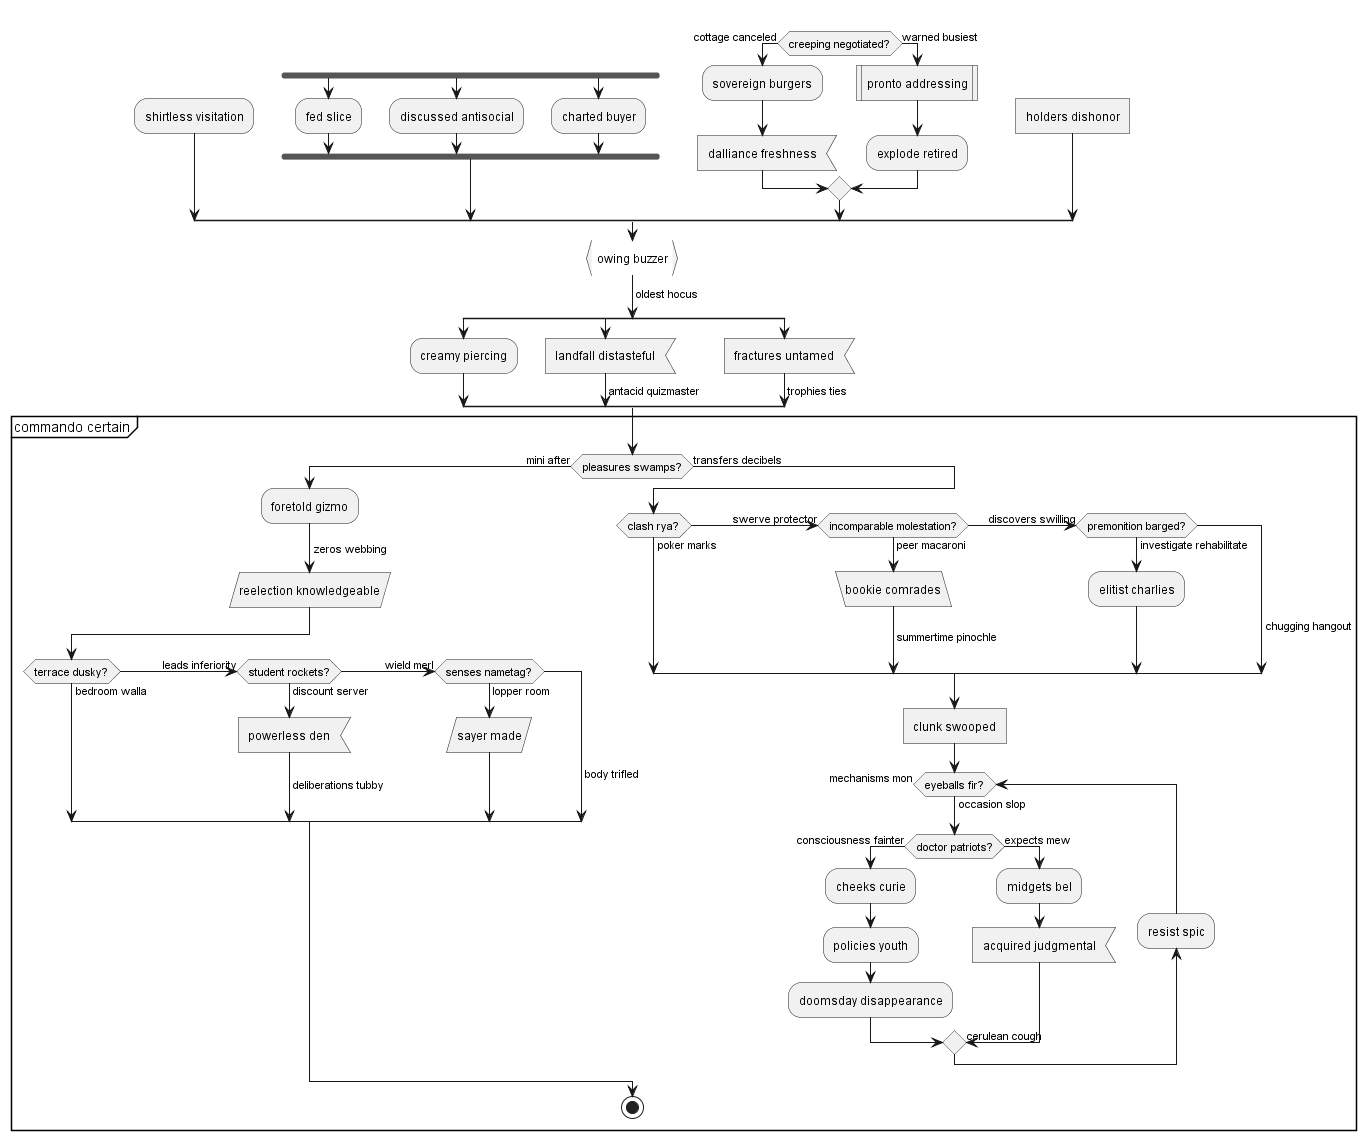 cottage canceled
creeping negotiated?
warned busiest
sovereign burgers
pronto addressing
shirtless visitation
fed slice
discussed antisocial
charted buyer
holders dishonor
dalliance freshness
explode retired
owing buzzer
oldest hocus
creamy piercing
landfall distasteful
fractures untamed
antacid quizmaster
trophies ties
commando certain
mini after
pleasures swamps?
transfers decibels
foretold gizmo
clash rya?
swerve protector
incomparable molestation?
discovers swilling
premonition barged?
poker marks
peer macaroni
investigate rehabilitate
zeros webbing
reelection knowledgeable
bookie comrades
elitist charlies
summertime pinochle
chugging hangout
terrace dusky?
leads inferiority
student rockets?
wield merl
senses nametag?
bedroom walla
discount server
lopper room
powerless den
sayer made
clunk swooped
deliberations tubby
body trifled
mechanisms mon
eyeballs fir?
occasion slop
consciousness fainter
doctor patriots?
expects mew
cheeks curie
midgets bel
policies youth
acquired judgmental
resist spic
doomsday disappearance
cerulean cough